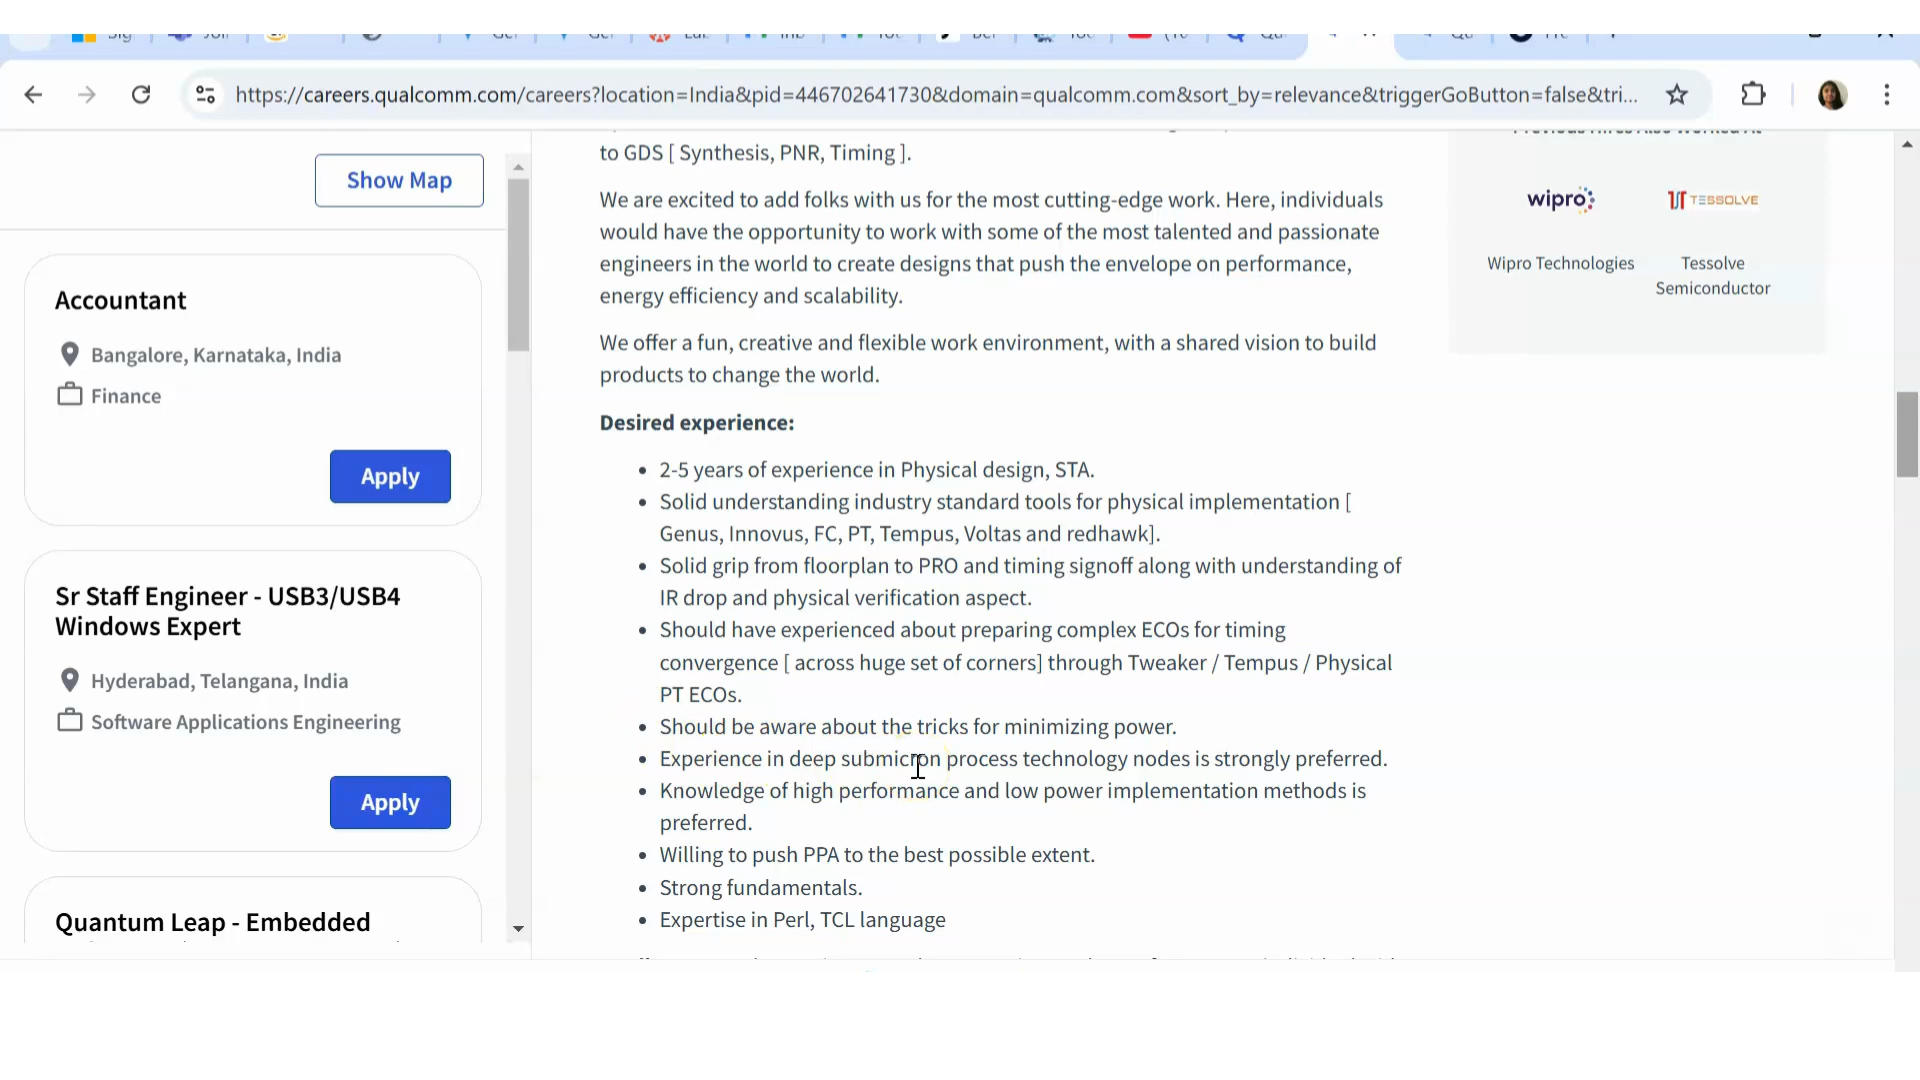 https://careers.qualcomm.com/careers?location=India&pid=446702641730&domain=qualcomm.com&sort_by=relevance&triggerGoButton=false&tri...
Show Map
Accountant
Bangalore, Karnataka, India
Finance
Apply
Sr Staff Engineer - USB3/USB4
Windows Expert
Hyderabad, Telangana, India
Software Applications Engineering
Apply
Quantum Leap - Embedded
to GDS [ Synthesis, PNR, Timing ].
We are excited to add folks with us for the most cutting-edge work. Here, individuals
would have the opportunity to work with some of the most talented and passionate
engineers in the world to create designs that push the envelope on performance,
energy efficiency and scalability.
We offer a fun, creative and flexible work environment, with a shared vision to build
products to change the world.
Desired experience:
• 2-5 years of experience in Physical design, STA.
• Solid understanding industry standard tools for physical implementation [
Genus, Innovus, FC, PT, Tempus, Voltas and redhawk].
• Solid grip from floorplan to PRO and timing signoff along with understanding of
IR drop and physical verification aspect.
• Should have experienced about preparing complex ECOs for timing
convergence [ across huge set of corners] through Tweaker / Tempus / Physical
PT ECOs.
• Should be aware about the tricks for minimizing power.
• Experience in deep submicron process technology nodes is strongly preferred.
• Knowledge of high performance and low power implementation methods is
preferred.
• Willing to push PPA to the best possible extent.
• Strong fundamentals.
• Expertise in Perl, TCL language
Previous Hires Also Worked At
wipro
TESSOLVE
Wipro Technologies
Tessolve
Semiconductor